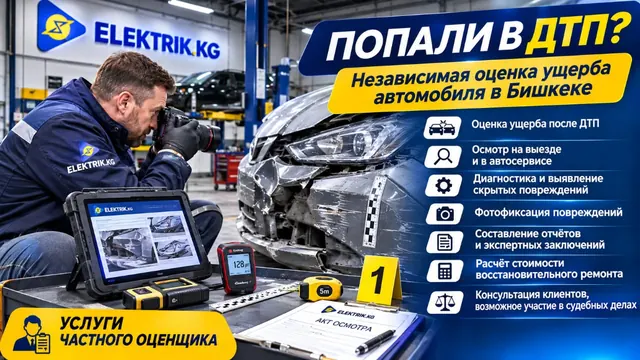 ELEKTRIK.KG
ПОПАЛИ В ДТП?
Независимая оценка ущерба
автомобиля в Бишкеке
Оценка ущерба после ДТП
Осмотр на выезде
и в автосервисе
Диагностика и выявление
скрытых повреждений
Фотофиксация повреждений
Составление отчётов
и экспертных заключений
Расчёт стоимости
восстановительного ремонта
Консультация клиентов,
возможное участие в судебных делах
ELEKTRIK.KG
ELEKTRIK.KG
128
5m
1
ELEKTRIK.KG
АКТ ОСМОТРА
УСЛУГИ
ЧАСТНОГО ОЦЕНЩИКА